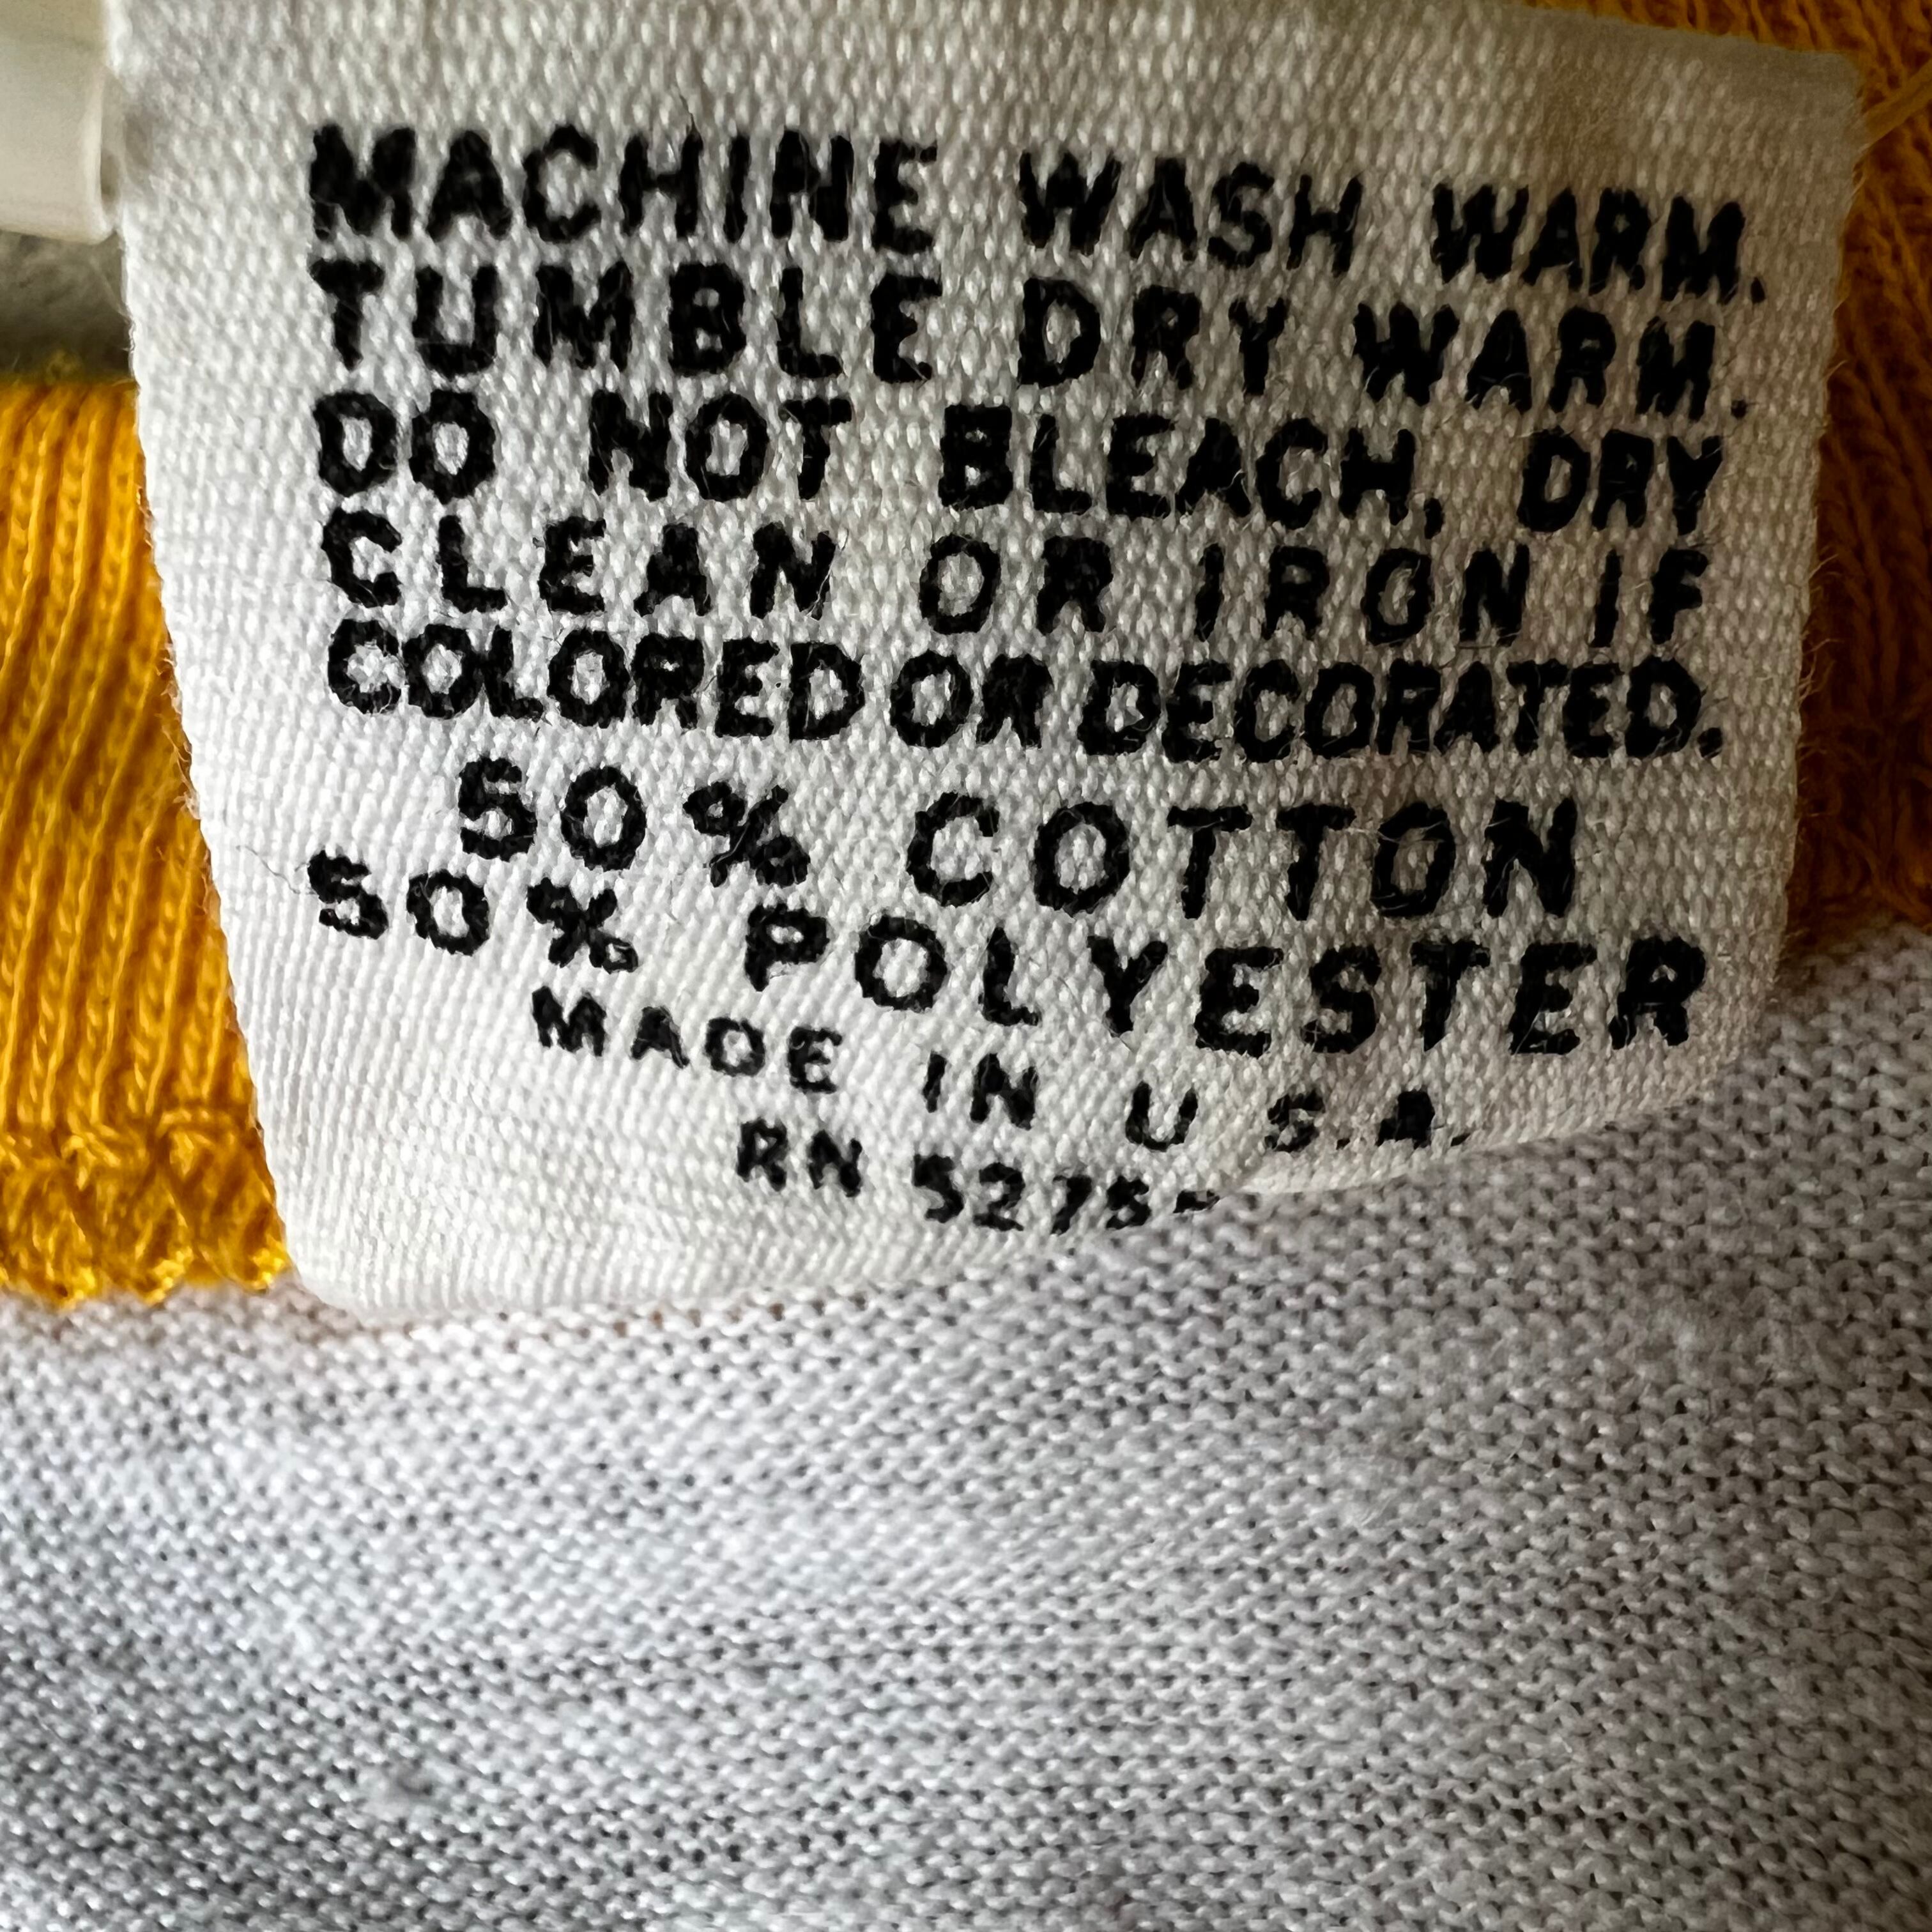 MACHINE WASH WARM.
TUMBLE DRY WARM.
DO NOT BLEACH, DRY
CLEAN OR IRON IF
COLORED OR DECORATED.
50% COTTON
50% POLYESTER
MADE IN U S.A.
RN